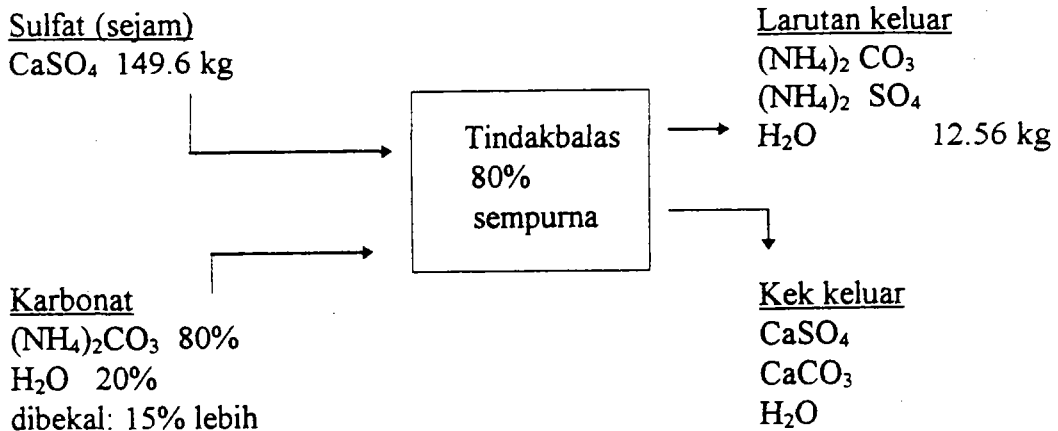 Sulfat (sejam)
CaSO₄ 149.6 kg
Larutan keluar
(NH₄)₂ CO₃
(NH₄)₂ SO₄
H₂O 12.56 kg
Tindakbalas
80%
sempurna
Karbonat
(NH₄)₂CO₃ 80%
H₂O 20%
dibekal: 15% lebih
Kek keluar
CaSO₄
CaCO₃
H₂O